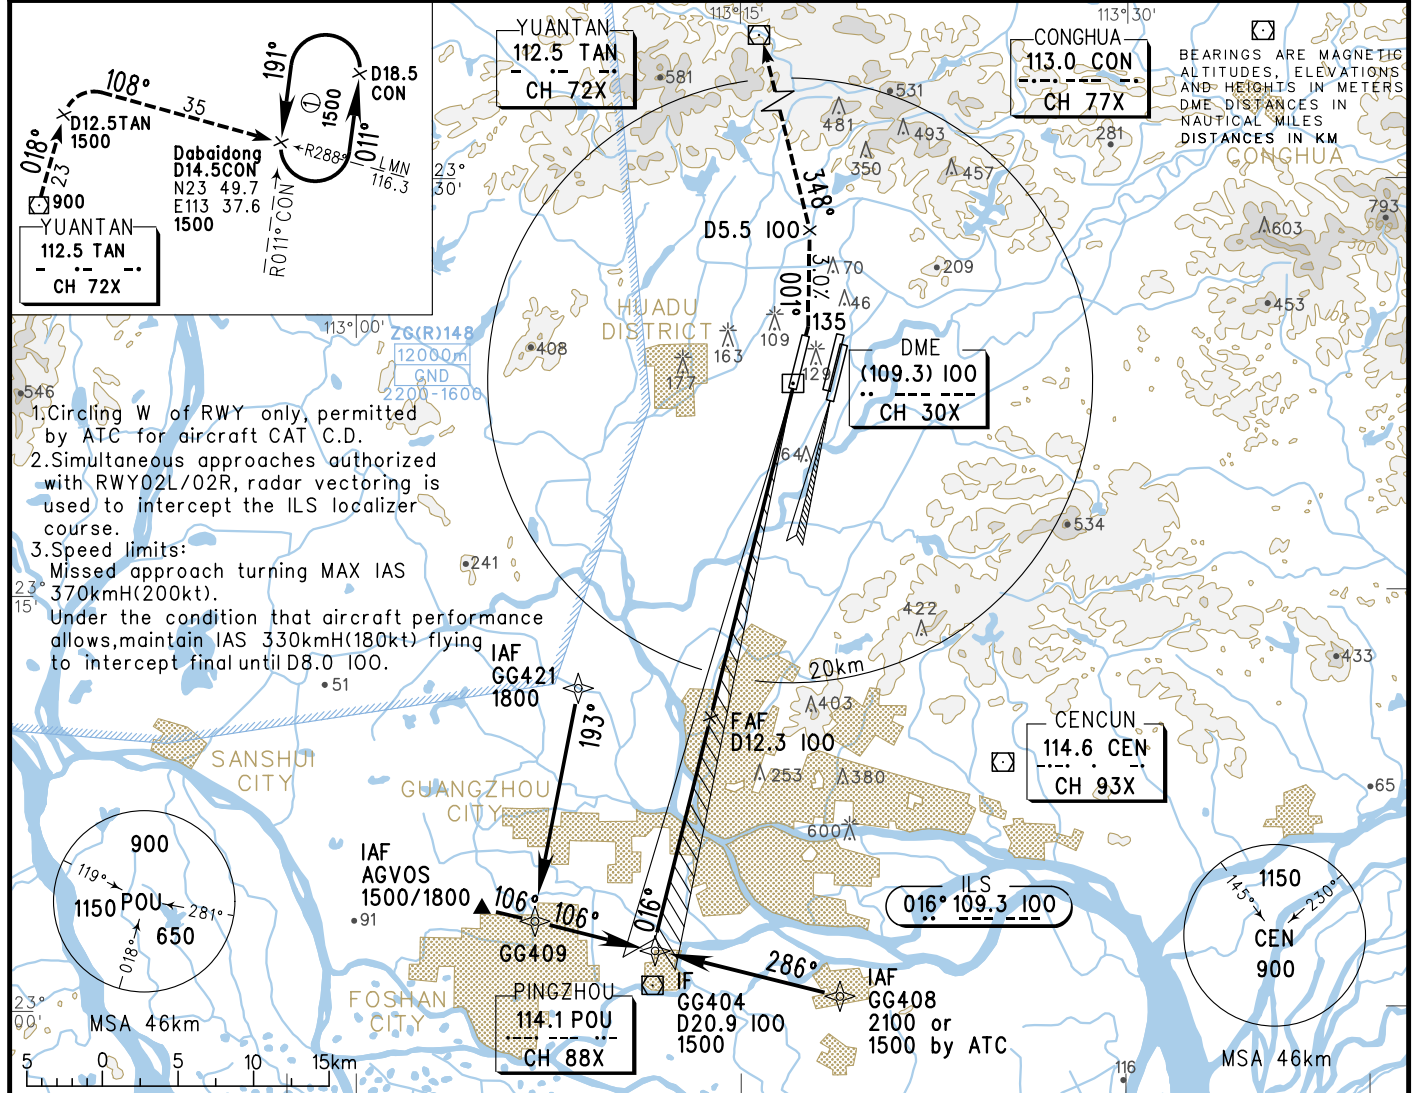 191°
108°
35
D12.5TAN
1500
018°
23
900
YUANTAN
112.5 TAN
CH 72X
1
1500
D18.5
CON
011°
R288°
LMN
116.3
Dabaidong
D14.5CON
N23 49.7
E113 37.6
1500
R011°CON
23°
30'
113°15'
113°30'
YUANTAN
112.5 TAN
CH 72X
581
CONGHUA
113.0 CON
CH 77X
BEARINGS ARE MAGNETIC
ALTITUDES, ELEVATIONS
AND HEIGHTS IN METERS
DME DISTANCES IN
NAUTICAL MILES
DISTANCES IN KM
CONGHUA
531
481
493
350
457
281
793
603
300
348°
D5.5 IOO
3.0%
70
209
001°
46
453
135
HUADU
DISTRICT
109
163
129
177
113°00'
ZG(R)148
12000m
GND
2200-1600
408
546
DME
(109.3) IOO
CH 30X
1.Circling W of RWY only, permitted
by ATC for aircraft CAT C.D.
2.Simultaneous approaches authorized
with RWY02L/02R, radar vectoring is
used to intercept the ILS localizer
course.
3.Speed limits:
Missed approach turning MAX IAS
370kmH(200kt).
Under the condition that aircraft performance
allows,maintain IAS 330kmH(180kt) flying
to intercept final until D8.0 IOO.
64
534
241
23°
15'
422
433
51
20km
IAF
GG421
1800
193°
403
FAF
D12.3 IOO
253
380
600
CENCUN
114.6 CEN
CH 93X
65
SANSHUI
CITY
GUANGZHOU
CITY
900
119°
1150
POU
281°
650
018°
MSA 46km
IAF
AGVOS
1500/1800
91
106°
106°
GG409
016°
ILS
016° 109.3 IOO
286°
IAF
GG408
2100 or
1500 by ATC
IF
GG404
D20.9 IOO
1500
PINGZHOU
114.1 POU
CH 88X
FOSHAN
CITY
23°
00'
1150
145°
230°
CEN
900
MSA 46km
116
5 0 5 10 15km